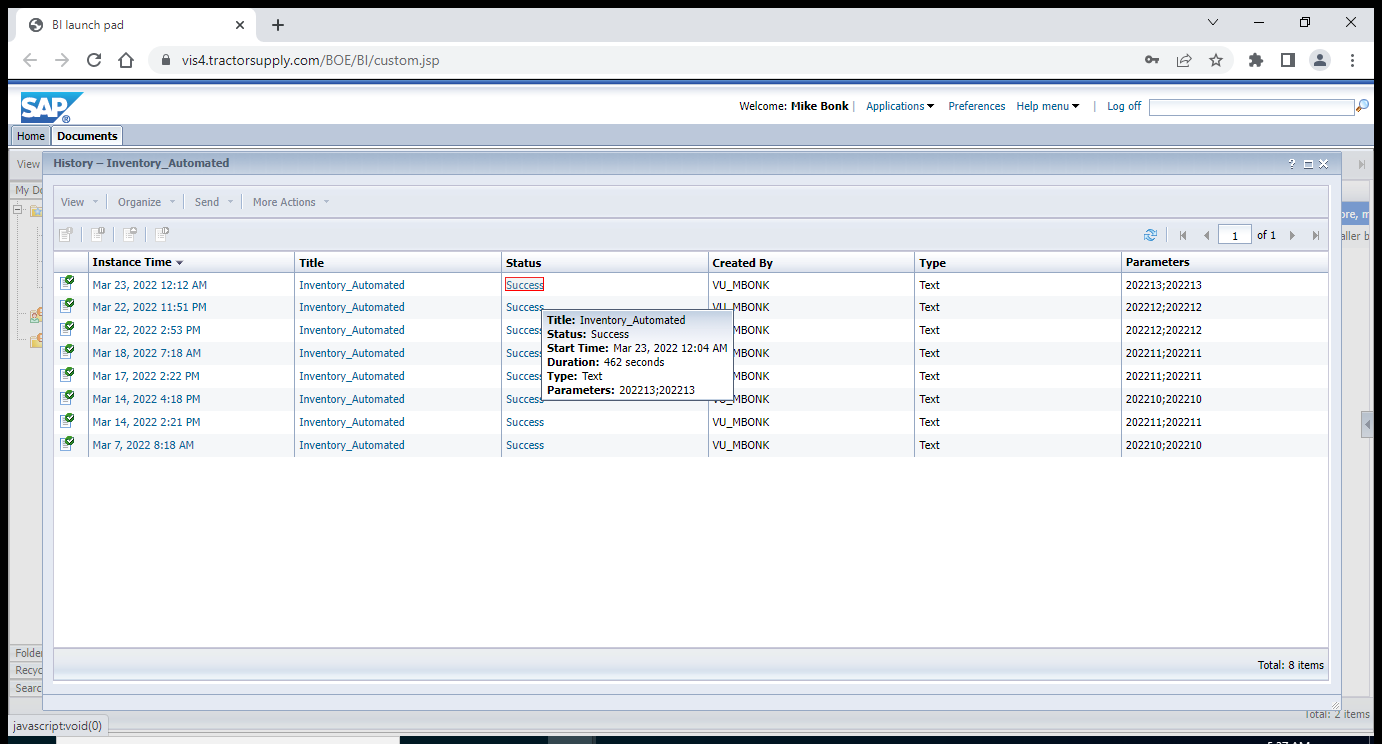 BI launch pad
vis4.tractorsupply.com/BOE/BI/custom.jsp
SAP ®
Welcome: Mike Bonk | Applications Preferences Help menu | Log off
Home Documents
View
History – Inventory_Automated
?
My Do
View Organize Send More Actions
ore, m
1 of 1
aller b
Instance Time Title Status Created By Type Parameters
Mar 23, 2022 12:12 AM Inventory_Automated Success VU_MBONK Text 202213;202213
Mar 22, 2022 11:51 PM Inventory_Automated Success VU_MBONK Text 202212;202212
Mar 22, 2022 2:53 PM Inventory_Automated Success VU_MBONK Text 202212;202212
Mar 18, 2022 7:18 AM Inventory_Automated Success VU_MBONK Text 202211;202211
Mar 17, 2022 2:22 PM Inventory_Automated Success VU_MBONK Text 202211;202211
Mar 14, 2022 4:18 PM Inventory_Automated Success VU_MBONK Text 202210;202210
Mar 14, 2022 2:21 PM Inventory_Automated Success VU_MBONK Text 202211;202211
Mar 7, 2022 8:18 AM Inventory_Automated Success VU_MBONK Text 202210;202210
Title: Inventory_Automated
Status: Success
Start Time: Mar 23, 2022 12:04 AM
Duration: 462 seconds
Type: Text
Parameters: 202213;202213
Folde
Total: 8 items
Recyc
Searc
Total: 2 items
javascript:void(0)